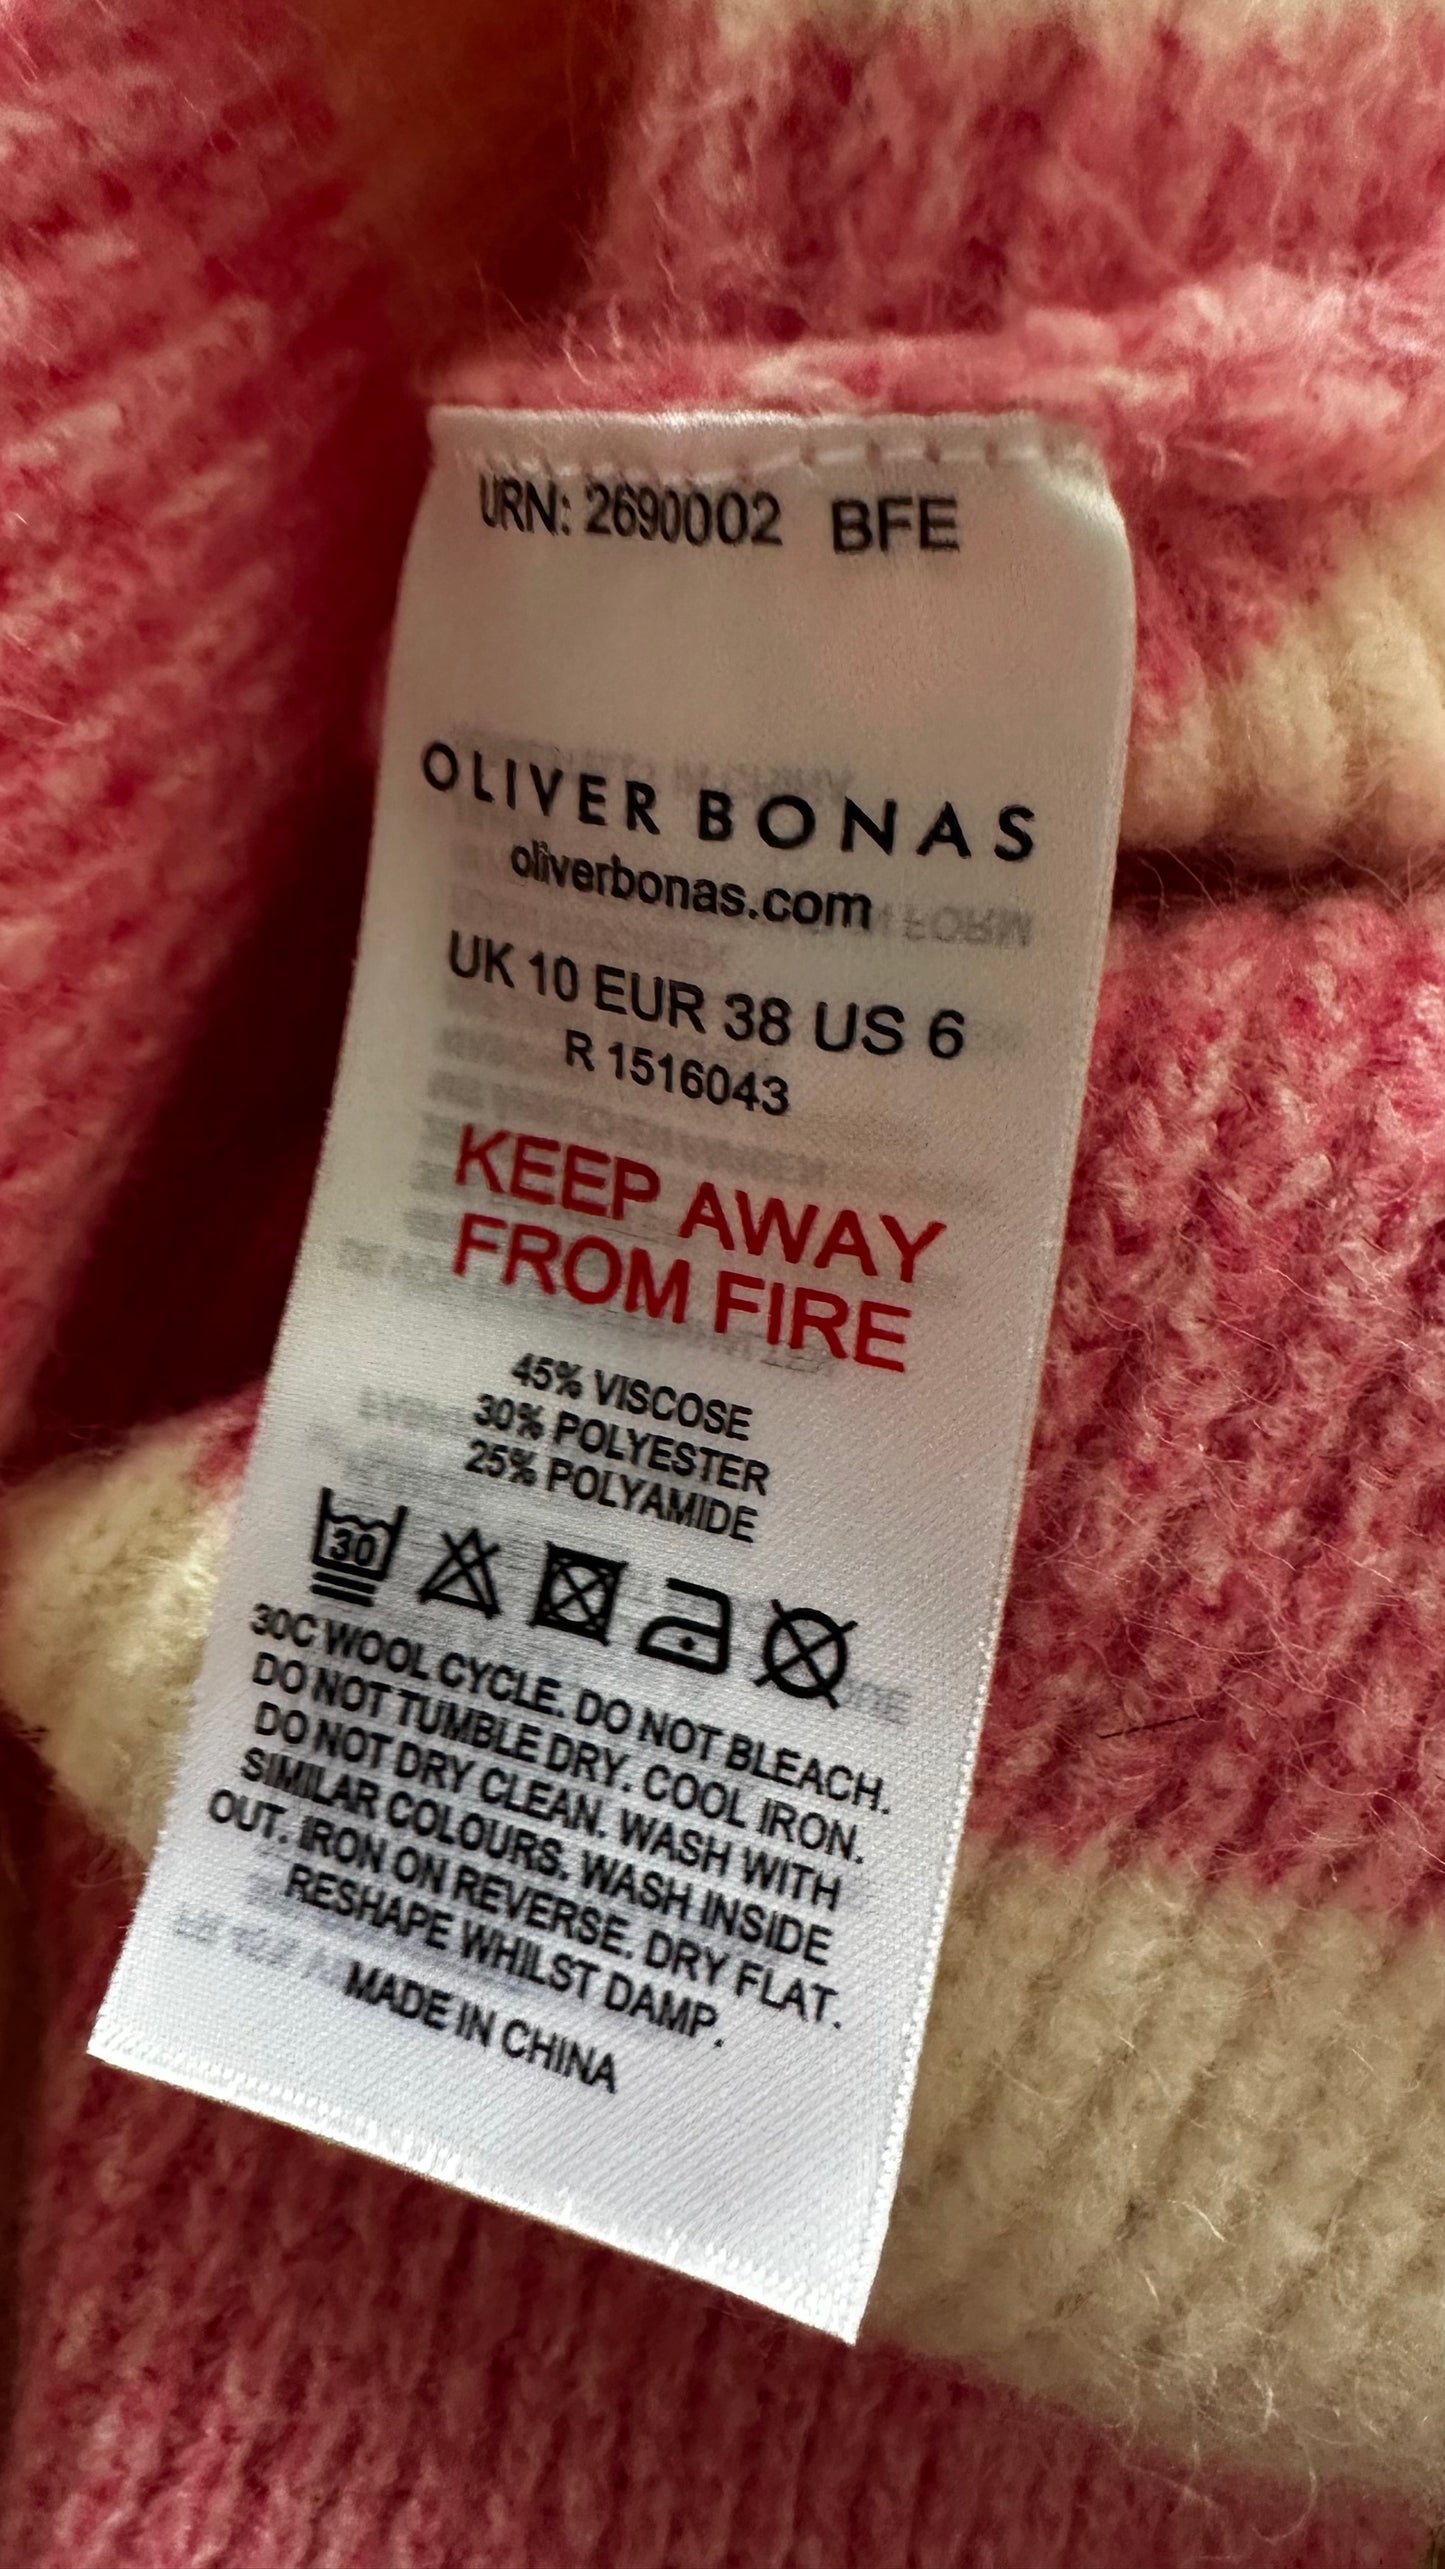 URN: 2690002 BFE
OLIVER BONAS
oliverbonas.com
UK 10 EUR 38 US 6
R 1516043
KEEP AWAY
FROM FIRE
45% VISCOSE
30% POLYESTER
25% POLYAMIDE
30
30C WOOL CYCLE. DO NOT BLEACH.
DO NOT TUMBLE DRY. COOL IRON.
DO NOT DRY CLEAN. WASH WITH
SIMILAR COLOURS. WASH INSIDE
OUT. IRON ON REVERSE. DRY FLAT.
RESHAPE WHILST DAMP.
MADE IN CHINA